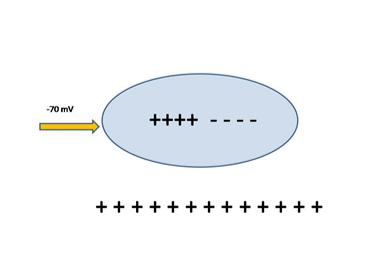 -70 mV
++++ - - - -
+ + + + + + + + + + + + +